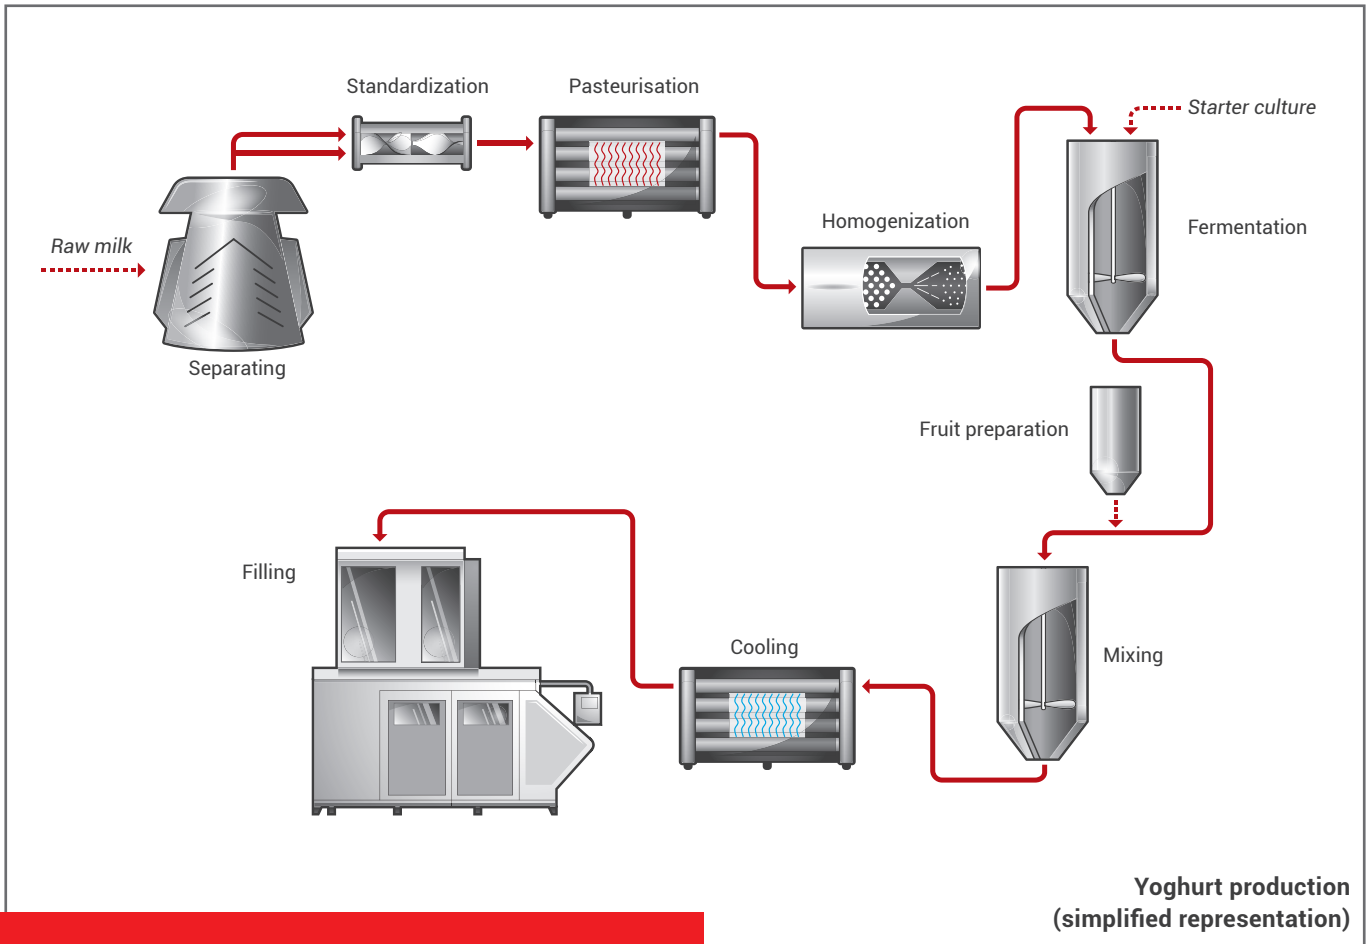 Standardization
Pasteurisation
Starter culture
Raw milk
Homogenization
Fermentation
Separating
Fruit preparation
Filling
Cooling
Mixing
Yoghurt production
(simplified representation)